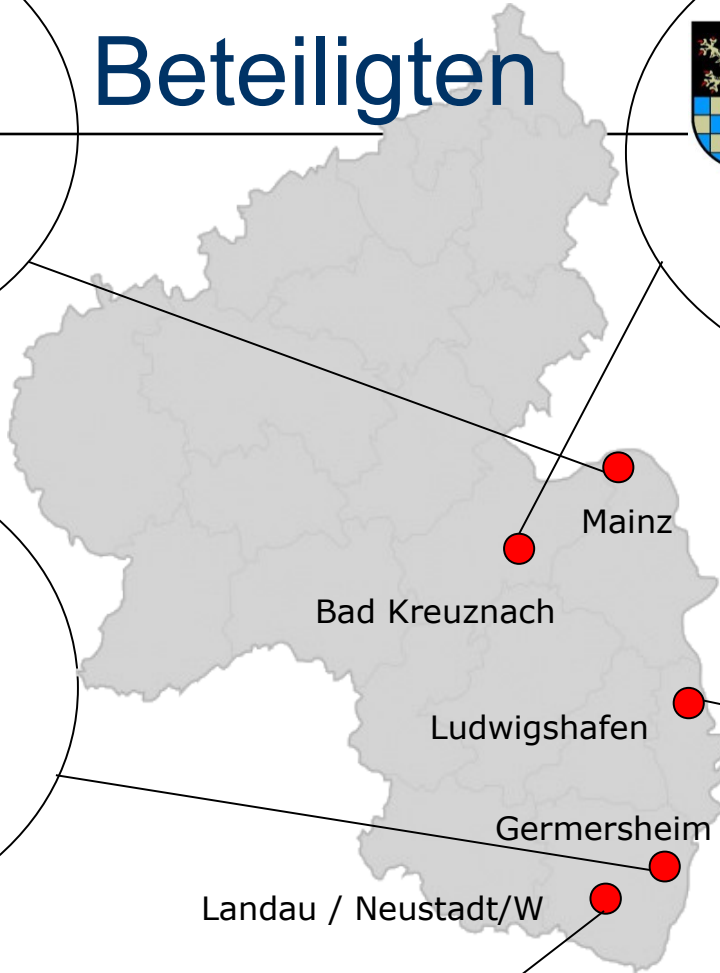 Beteiligten
Mainz
Bad Kreuznach
Ludwigshafen
Germersheim
Landau / Neustadt/W